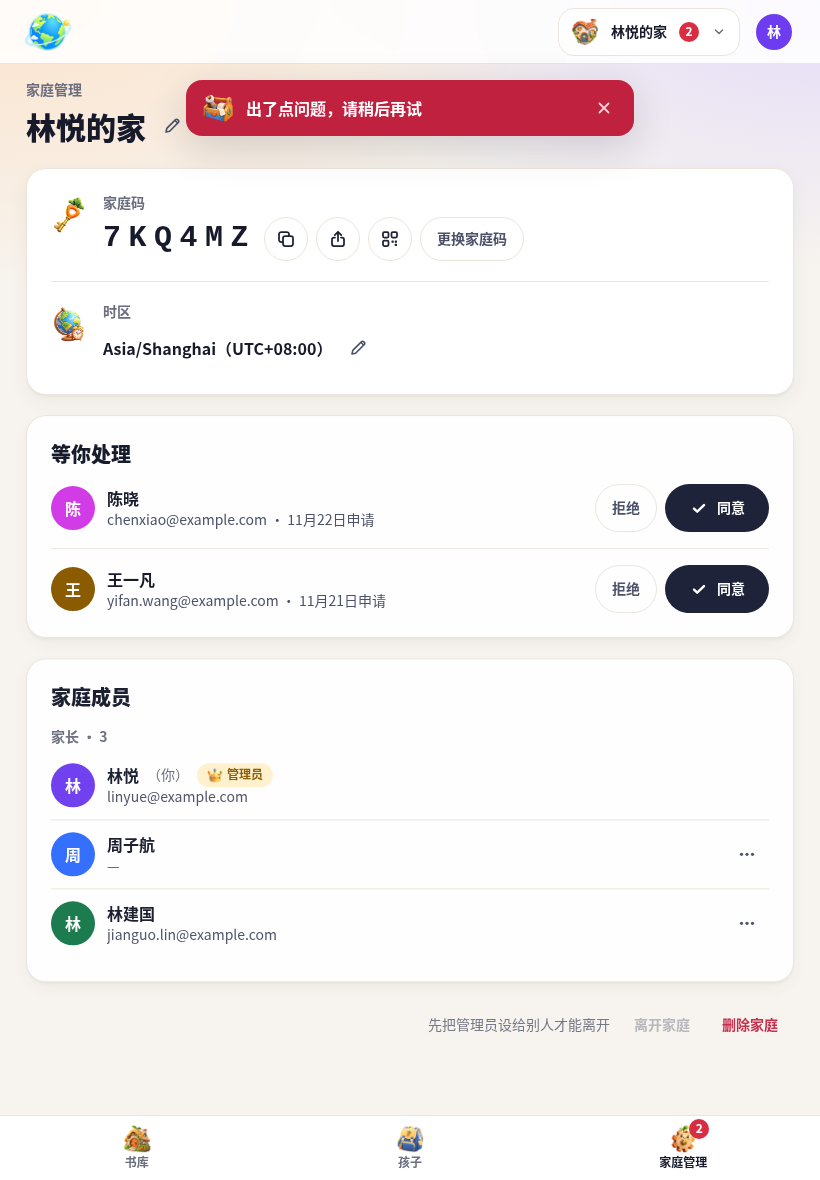 林悦的家 2
林
家庭管理
林悦的家
出了点问题，请稍后再试
家庭码
7KQ4MZ
更换家庭码
时区
Asia/Shanghai（UTC+08:00）
等你处理
陈
陈晓
chenxiao@example.com · 11月22日申请
拒绝
同意
王
王一凡
yifan.wang@example.com · 11月21日申请
拒绝
同意
家庭成员
家长 · 3
林
林悦 （你） 管理员
linyue@example.com
周
周子航
—
林
林建国
jianguo.lin@example.com
先把管理员设给别人才能离开 离开家庭 删除家庭
书库
孩子
2
家庭管理